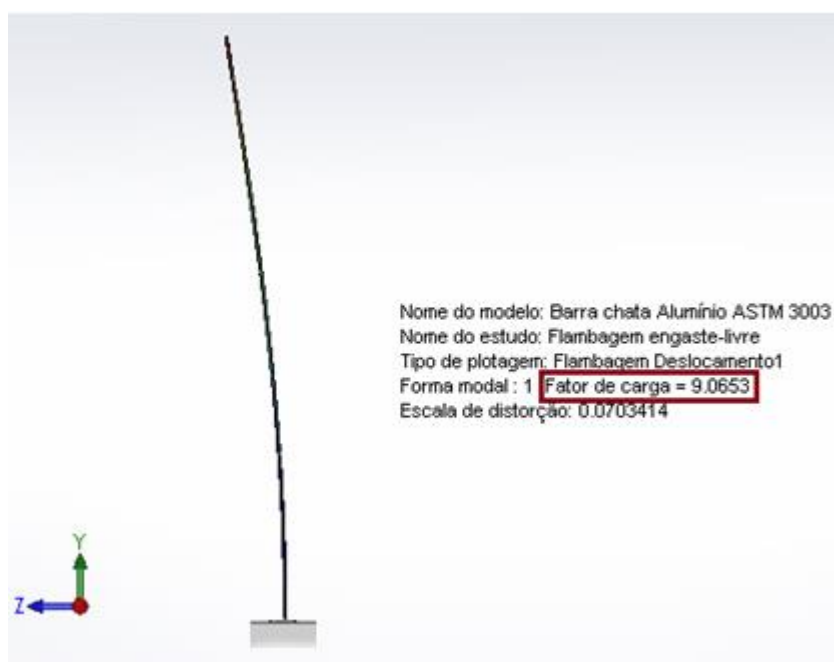 Nome do modelo: Barra chata Alumínio ASTM 3003
Nome do estudo: Flambagem engaste-livre
Tipo de plotagem: Flambagem Deslocamento1
Forma modal : 1 Fator de carga = 9.0653
Escala de distorção: 0.0703414
Y
Z